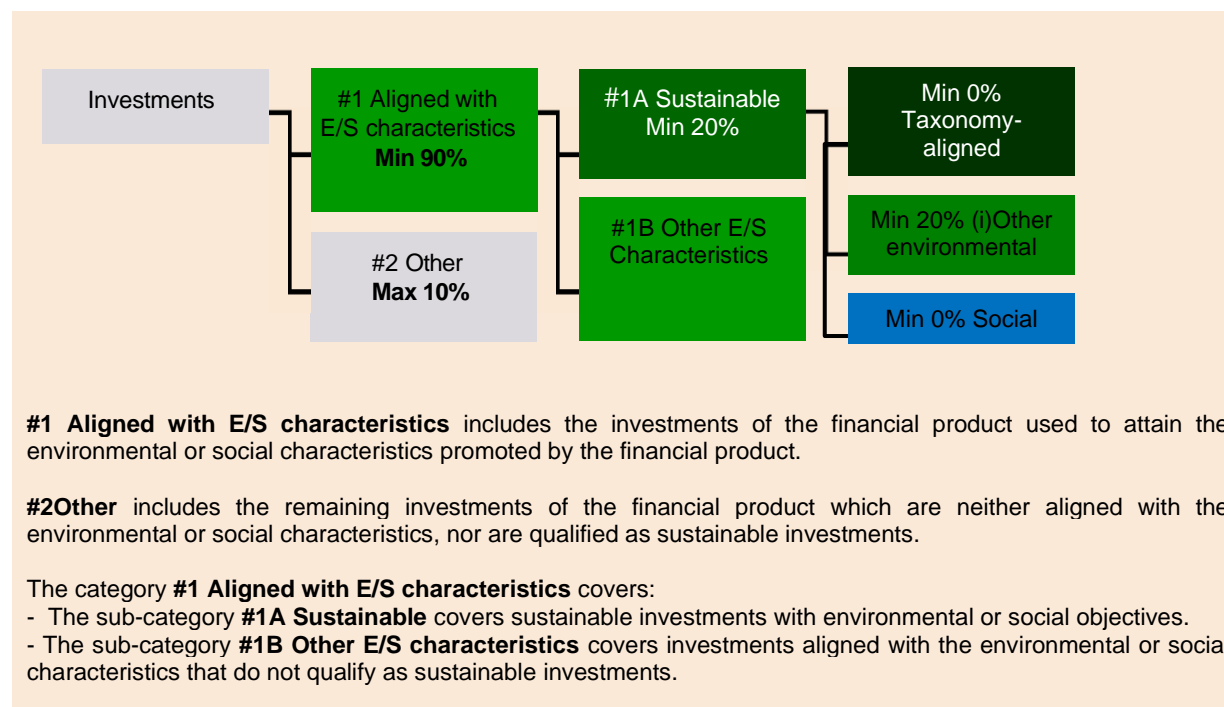 Investments
#1 Aligned with
E/S characteristics
Min 90%
#2 Other
Max 10%
#1A Sustainable
Min 20%
#1B Other E/S
Characteristics
Min 0%
Taxonomy-
aligned
Min 20% (i)Other
environmental
Min 0% Social
#1 Aligned with E/S characteristics includes the investments of the financial product used to attain the
environmental or social characteristics promoted by the financial product.
#2Other includes the remaining investments of the financial product which are neither aligned with the
environmental or social characteristics, nor are qualified as sustainable investments.
The category #1 Aligned with E/S characteristics covers:
- The sub-category #1A Sustainable covers sustainable investments with environmental or social objectives.
- The sub-category #1B Other E/S characteristics covers investments aligned with the environmental or social
characteristics that do not qualify as sustainable investments.